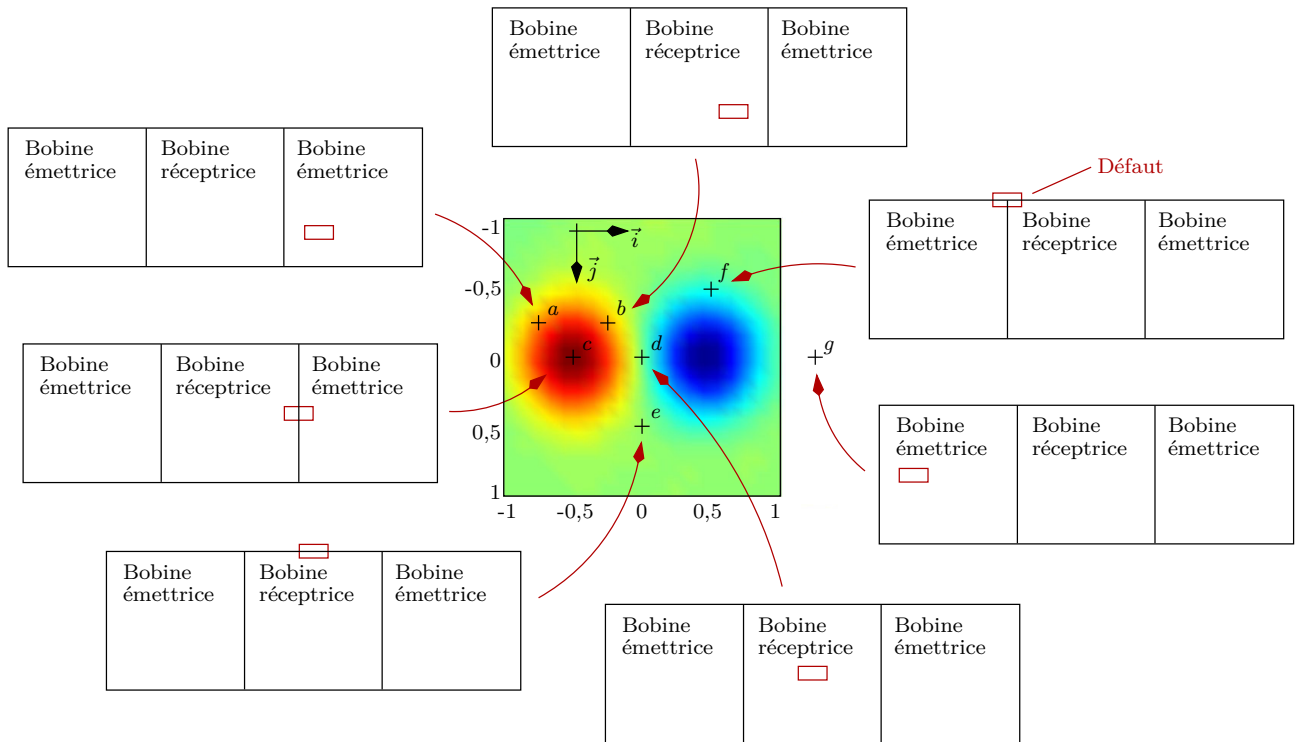 Bobine
émettrice
Bobine
réceptrice
Bobine
émettrice
Bobine
émettrice
Bobine
réceptrice
Bobine
émettrice
Défaut
Bobine
émettrice
Bobine
réceptrice
Bobine
émettrice
-1
-0,5
0
0,5
1
-1
-0,5
0
0,5
1
i
j
a
b
c
d
e
f
g
Bobine
émettrice
Bobine
réceptrice
Bobine
émettrice
Bobine
émettrice
Bobine
réceptrice
Bobine
émettrice
Bobine
émettrice
Bobine
réceptrice
Bobine
émettrice
Bobine
émettrice
Bobine
réceptrice
Bobine
émettrice